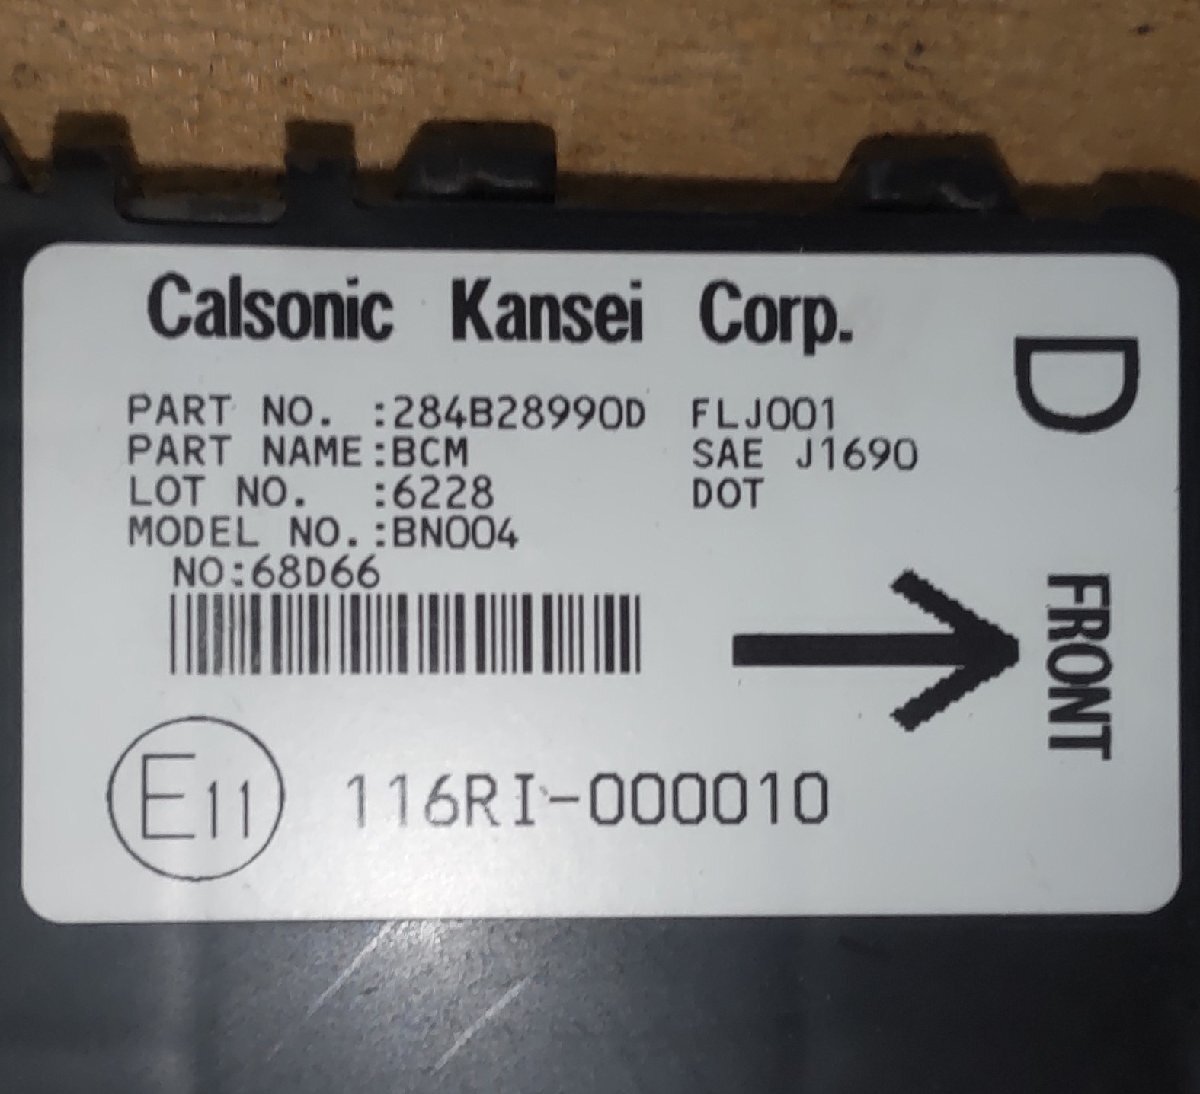 Calsonic Kansei Corp.
PART NO. :284B28990D FLJ001
PART NAME:BCM SAE J1690
LOT NO. :6228 DOT
MODEL NO.:BN004
NO:68D66
D
FRONT
E11 116RI-000010